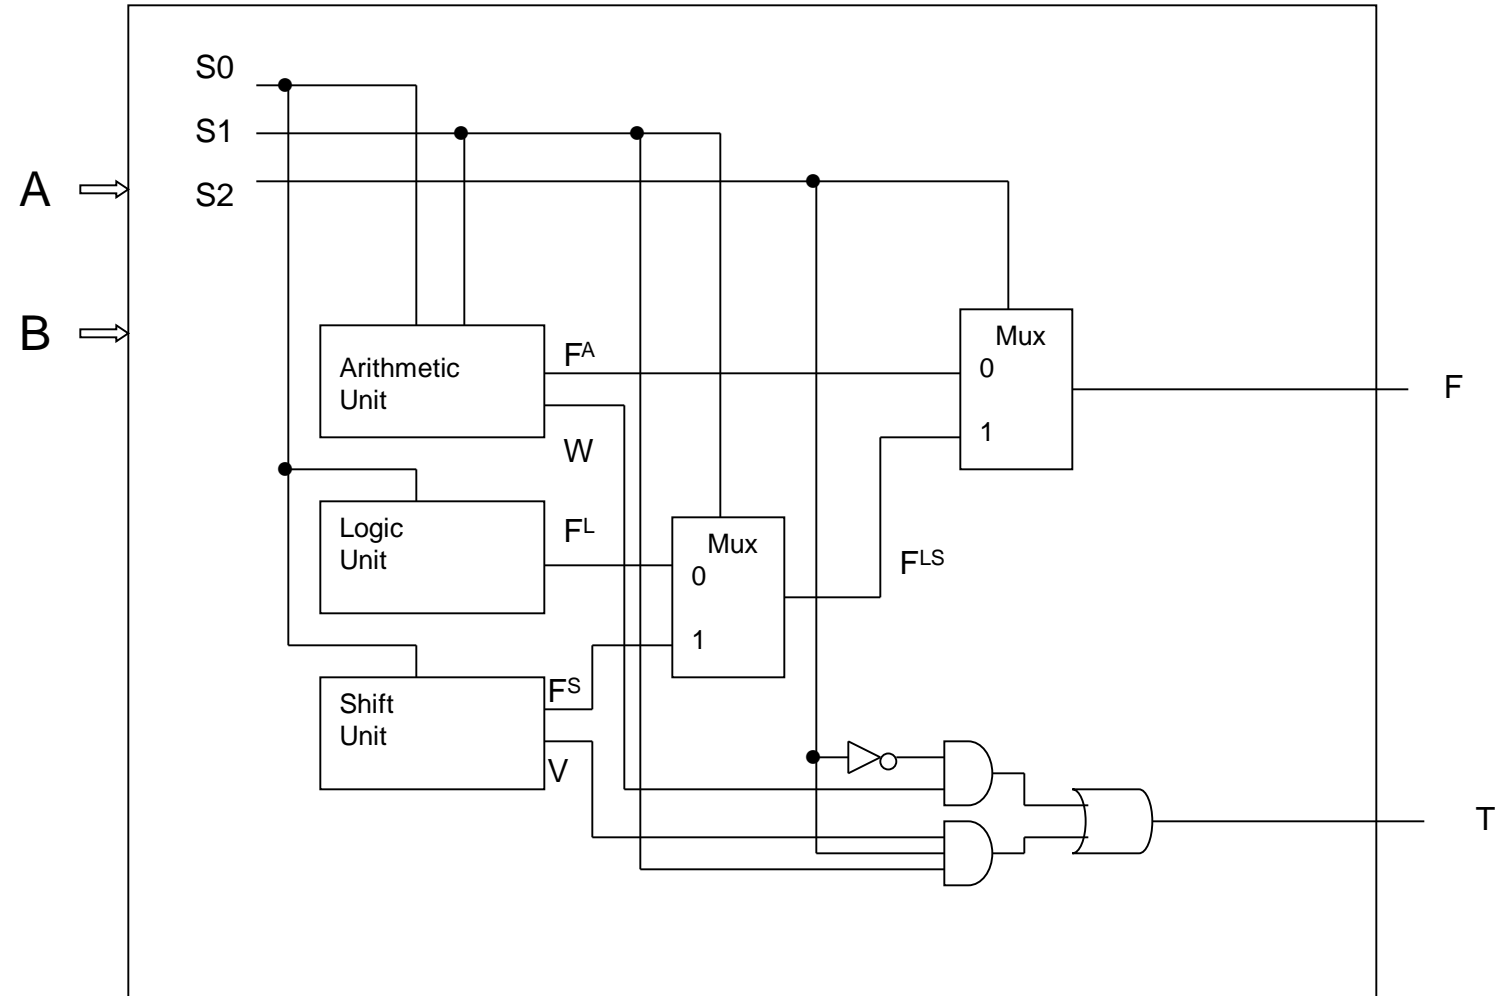 S0
S1
A
S2
B
Mux
0
1
F
Arithmetic
Unit
F^A
W
Logic
Unit
F^L
Mux
0
1
F^LS
Shift
Unit
F^S
V
T